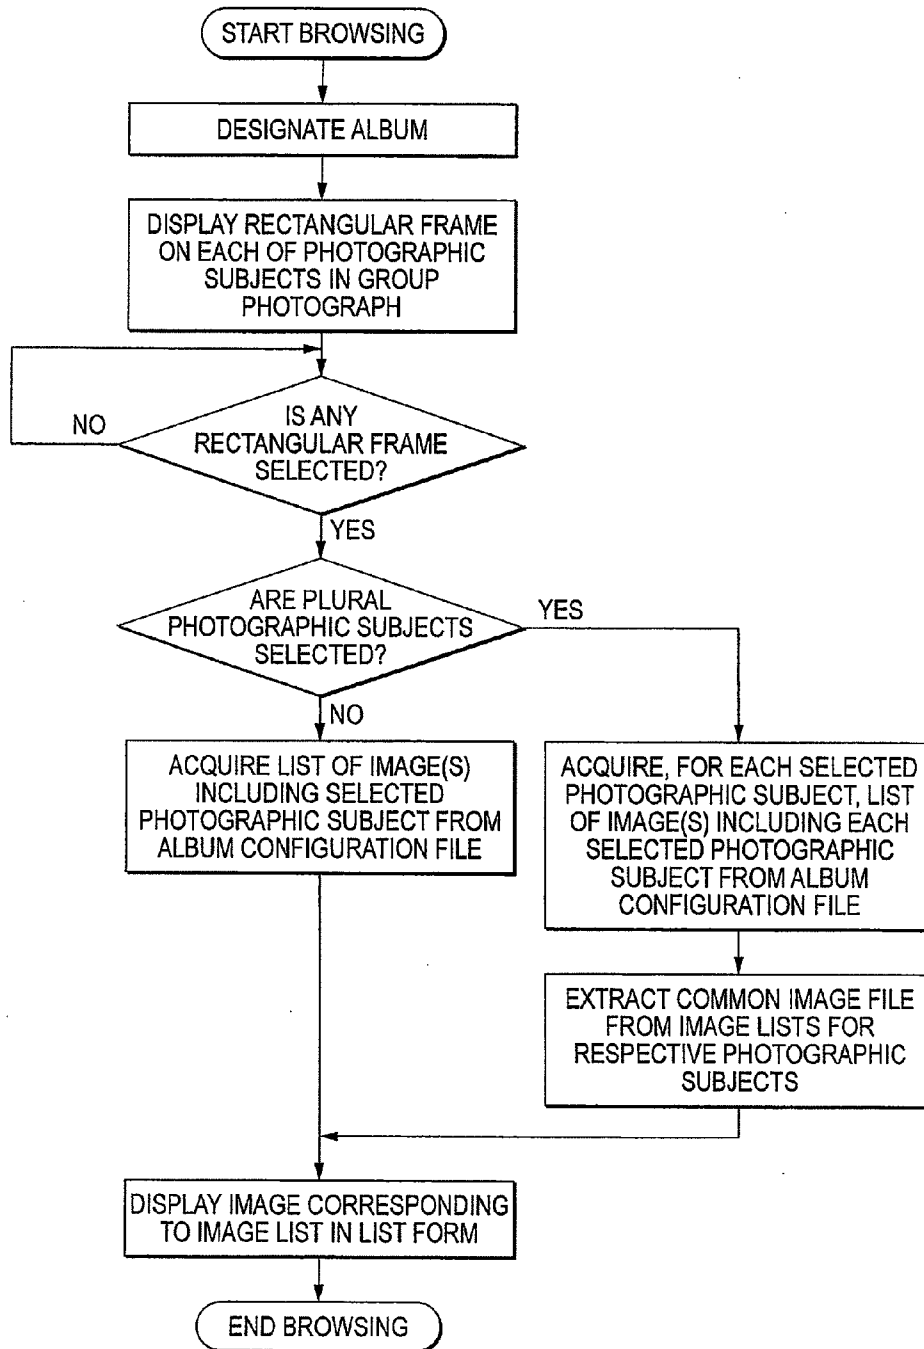 START BROWSING
DESIGNATE ALBUM
DISPLAY RECTANGULAR FRAME
ON EACH OF PHOTOGRAPHIC
SUBJECTS IN GROUP
PHOTOGRAPH
IS ANY
RECTANGULAR FRAME
SELECTED?
NO
YES
ARE PLURAL
PHOTOGRAPHIC SUBJECTS
SELECTED?
YES
NO
ACQUIRE LIST OF IMAGE(S)
INCLUDING SELECTED
PHOTOGRAPHIC SUBJECT FROM
ALBUM CONFIGURATION FILE
ACQUIRE, FOR EACH SELECTED
PHOTOGRAPHIC SUBJECT, LIST
OF IMAGE(S) INCLUDING EACH
SELECTED PHOTOGRAPHIC
SUBJECT FROM ALBUM
CONFIGURATION FILE
EXTRACT COMMON IMAGE FILE
FROM IMAGE LISTS FOR
RESPECTIVE PHOTOGRAPHIC
SUBJECTS
DISPLAY IMAGE CORRESPONDING
TO IMAGE LIST IN LIST FORM
END BROWSING